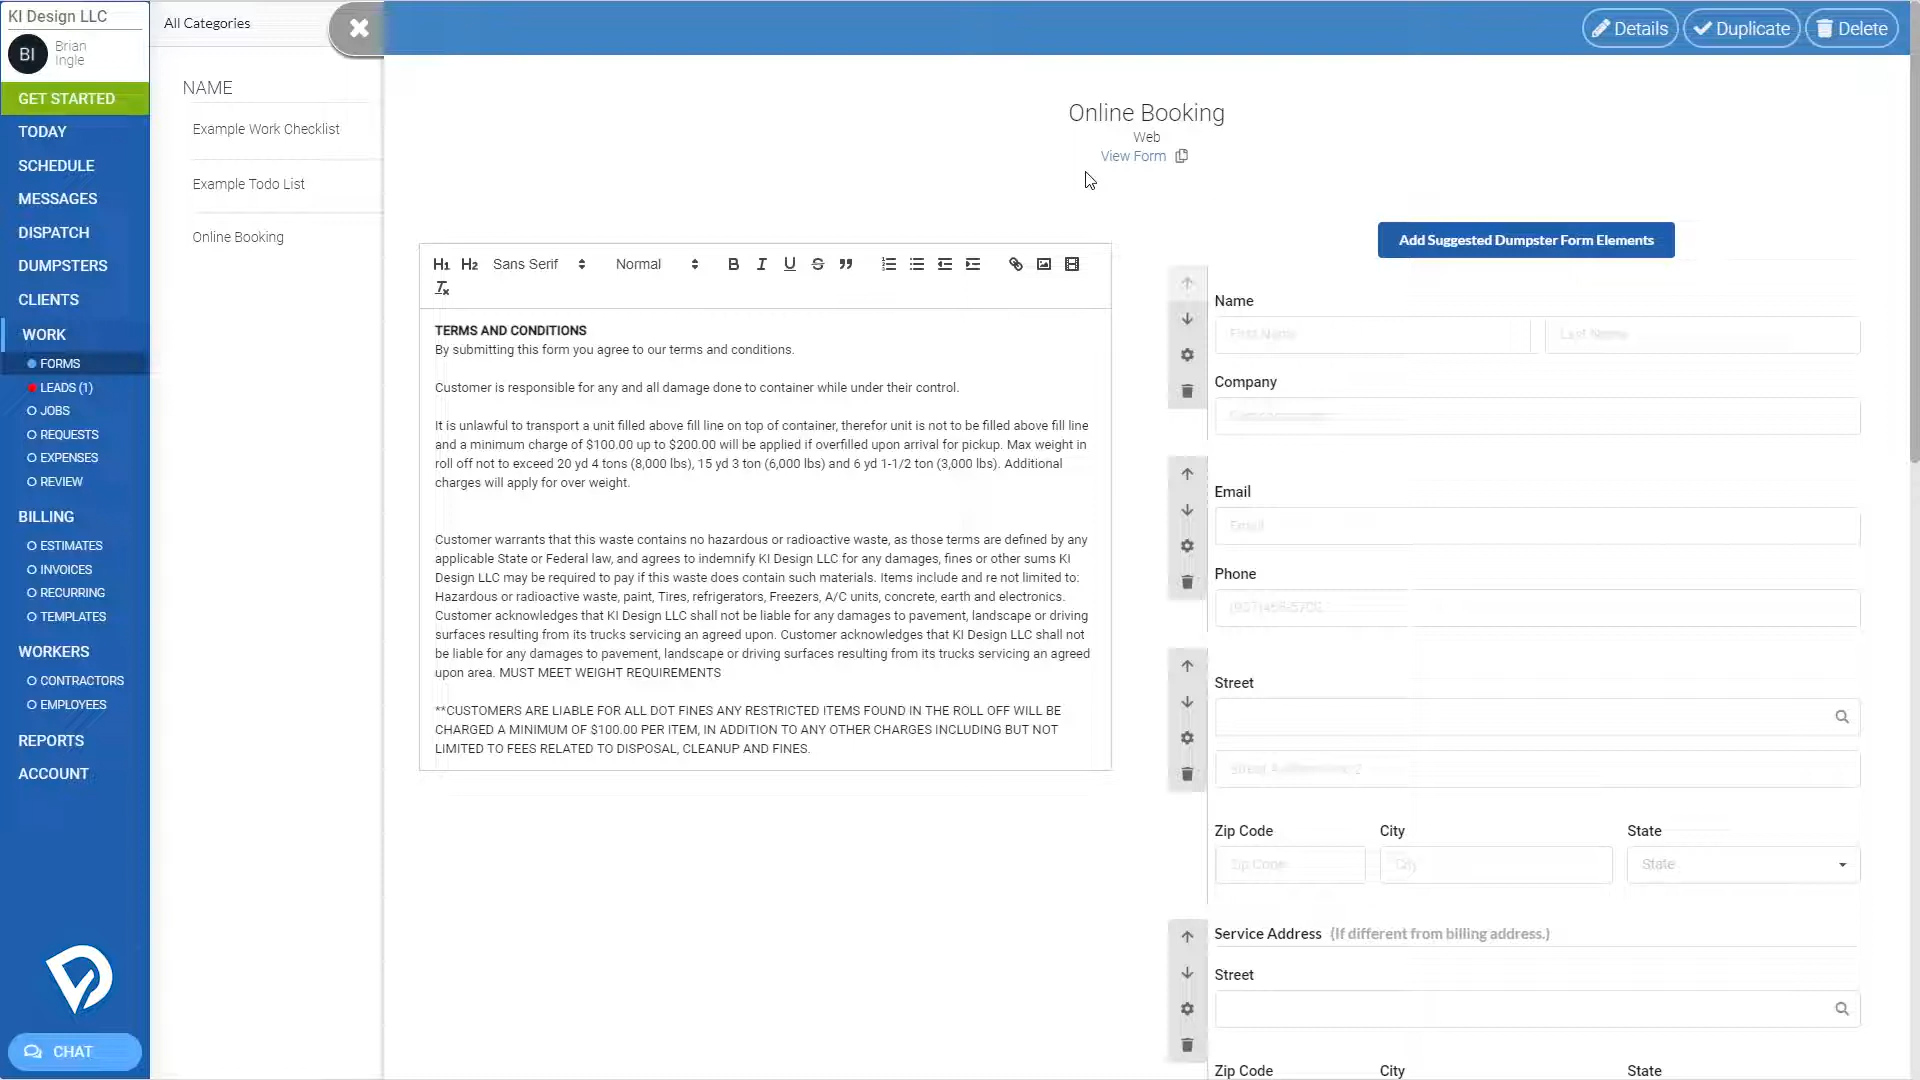 KI Design LLC
BI
Brian
Ingle
GET STARTED
TODAY
SCHEDULE
MESSAGES
DISPATCH
DUMPSTERS
CLIENTS
WORK
FORMS
LEADS (1)
JOBS
REQUESTS
EXPENSES
REVIEW
BILLING
ESTIMATES
INVOICES
RECURRING
TEMPLATES
WORKERS
CONTRACTORS
EMPLOYEES
REPORTS
ACCOUNT
CHAT
All Categories
NAME
Example Work Checklist
Example Todo List
Online Booking
Details
Duplicate
Delete
Online Booking
Web
View Form
H1 H2 Sans Serif Normal B I U S
TERMS AND CONDITIONS
By submitting this form you agree to our terms and conditions.
Customer is responsible for any and all damage done to container while under their control.
It is unlawful to transport a unit filled above fill line on top of container, therefor unit is not to be filled above fill line
and a minimum charge of $100.00 up to $200.00 will be applied if overfilled upon arrival for pickup. Max weight in
roll off not to exceed 20 yd 4 tons (8,000 lbs), 15 yd 3 ton (6,000 lbs) and 6 yd 1-1/2 ton (3,000 lbs). Additional
charges will apply for over weight.
Customer warrants that this waste contains no hazardous or radioactive waste, as those terms are defined by any
applicable State or Federal law, and agrees to indemnify KI Design LLC for any damages, fines or other sums KI
Design LLC may be required to pay if this waste does contain such materials. Items include and re not limited to:
Hazardous or radioactive waste, paint, Tires, refrigerators, Freezers, A/C units, concrete, earth and electronics.
Customer acknowledges that KI Design LLC shall not be liable for any damages to pavement, landscape or driving
surfaces resulting from its trucks servicing an agreed upon. Customer acknowledges that KI Design LLC shall not
be liable for any damages to pavement, landscape or driving surfaces resulting from its trucks servicing an agreed
upon area. MUST MEET WEIGHT REQUIREMENTS
**CUSTOMERS ARE LIABLE FOR ALL DOT FINES ANY RESTRICTED ITEMS FOUND IN THE ROLL OFF WILL BE
CHARGED A MINIMUM OF $100.00 PER ITEM, IN ADDITION TO ANY OTHER CHARGES INCLUDING BUT NOT
LIMITED TO FEES RELATED TO DISPOSAL, CLEANUP AND FINES.
Add Suggested Dumpster Form Elements
Name
First Name Last Name
Company
Email
Email
Phone
Street
Zip Code City State
Zip Code City State
Service Address (If different from billing address.)
Street
Zip Code City State